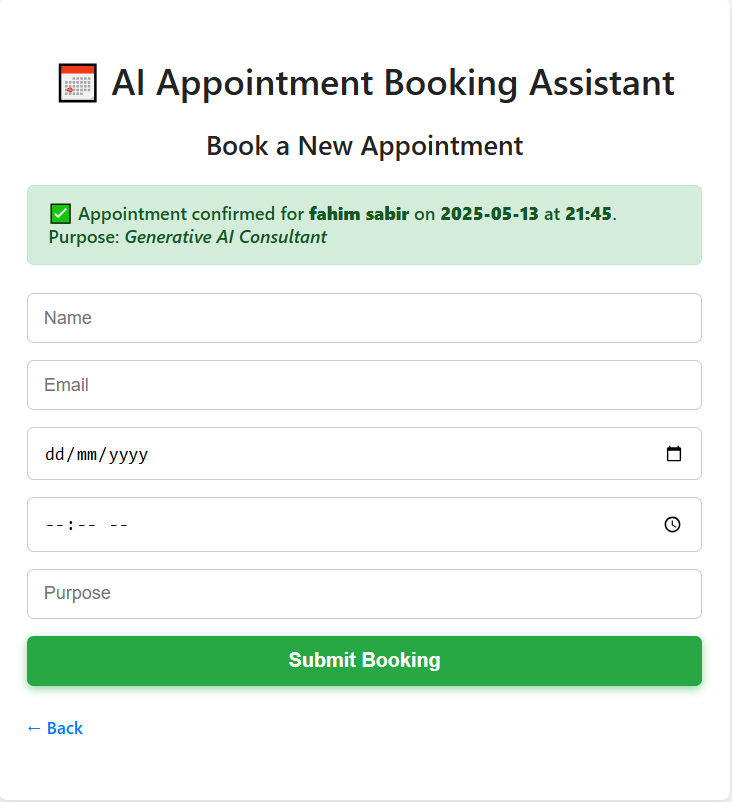 AI Appointment Booking Assistant
Book a New Appointment
✅ Appointment confirmed for fahim sabir on 2025-05-13 at 21:45.
Purpose: Generative AI Consultant
Name
Email
dd/mm/yyyy
--:-- --
Purpose
Submit Booking
← Back